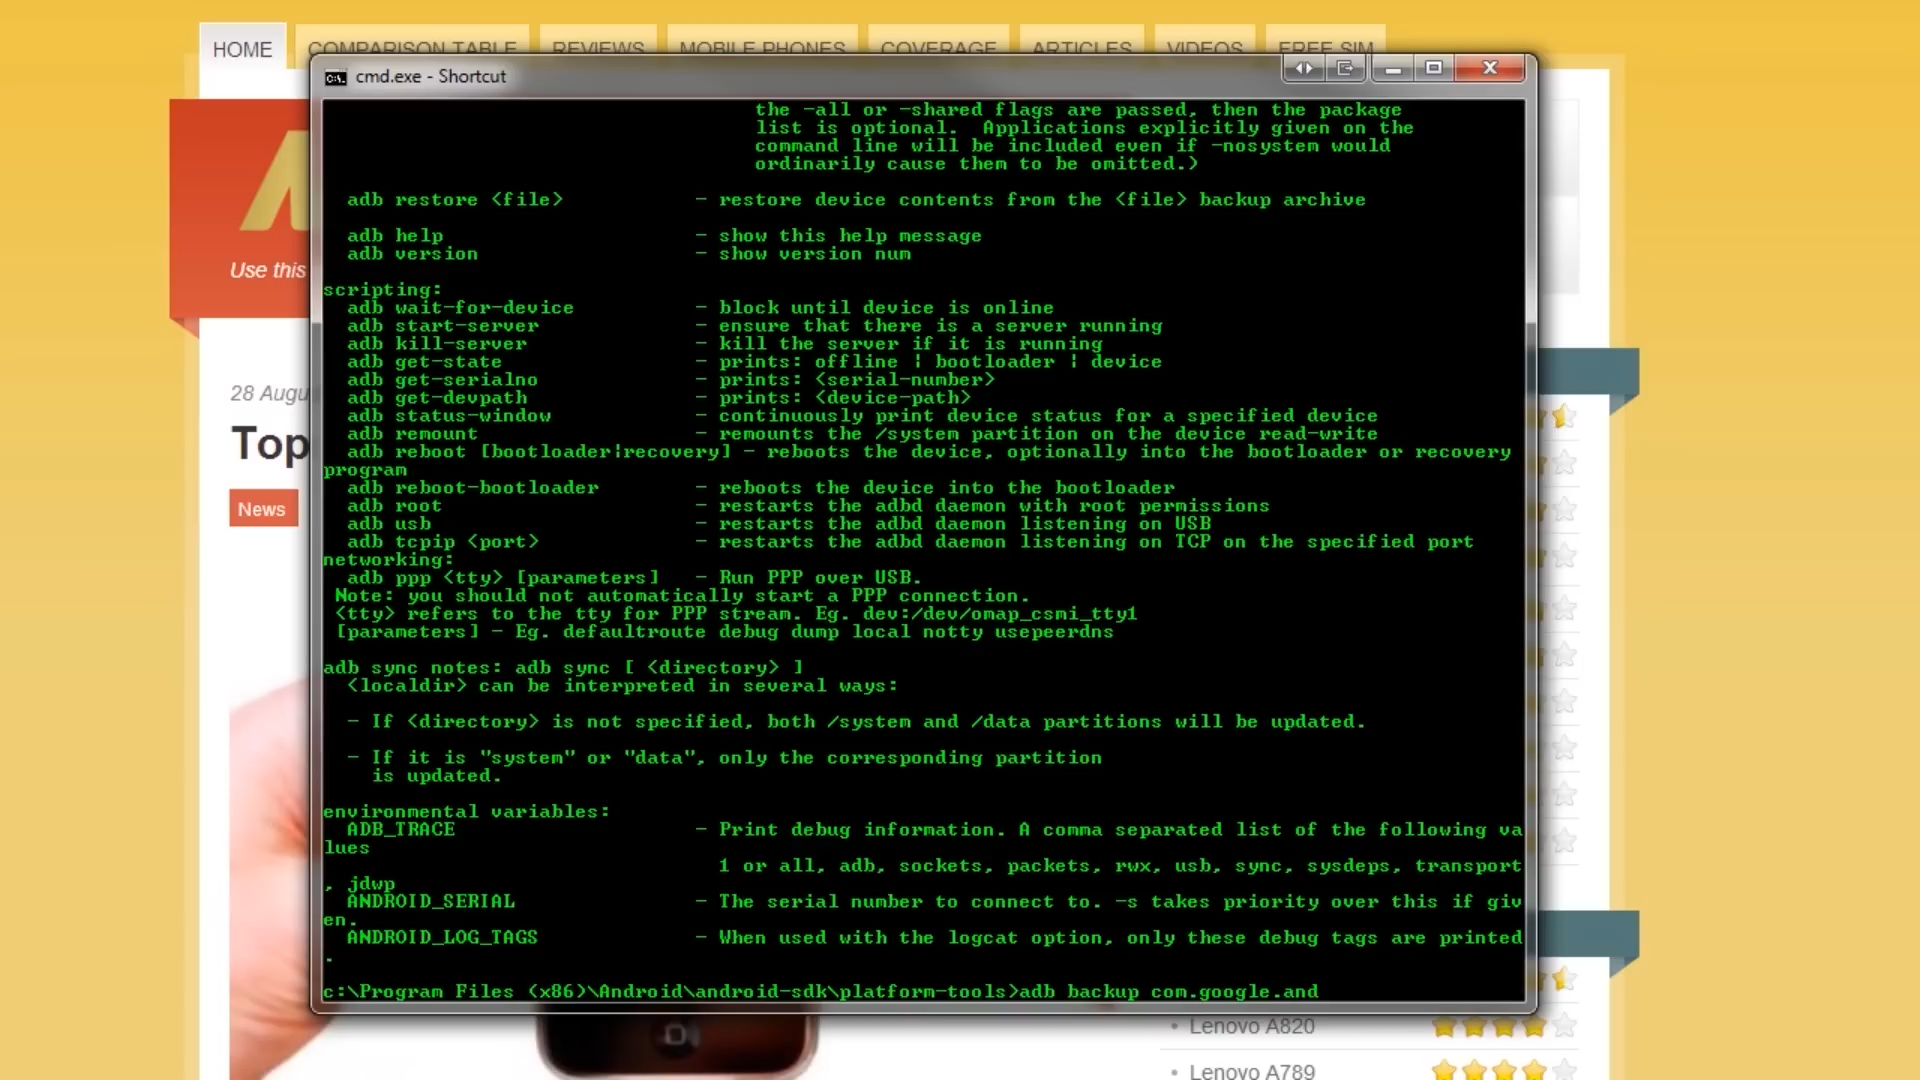 HOME
COMPARISON TABLE
REVIEWS
MOBILE PHONES
COVERAGE
ARTICLES
VIDEOS
FREE SIM
cmd.exe - Shortcut
the -all or -shared flags are passed, then the package
list is optional.  Applications explicitly given on the
command line will be included even if -nosystem would
ordinarily cause them to be omitted.)
adb restore <file> - restore device contents from the <file> backup archive
adb help - show this help message
adb version - show version num
scripting:
adb wait-for-device - block until device is online
adb start-server - ensure that there is a server running
adb kill-server - kill the server if it is running
adb get-state - prints: offline | bootloader | device
adb get-serialno - prints: <serial-number>
adb get-devpath - prints: <device-path>
adb status-window - continuously print device status for a specified device
adb remount - remounts the /system partition on the device read-write
adb reboot [bootloader|recovery] - reboots the device, optionally into the bootloader or recovery
program
adb reboot-bootloader - reboots the device into the bootloader
adb root - restarts the adbd daemon with root permissions
adb usb - restarts the adbd daemon listening on USB
adb tcpip <port> - restarts the adbd daemon listening on TCP on the specified port
networking:
adb ppp <tty> [parameters] - Run PPP over USB.
Note: you should not automatically start a PPP connection.
<tty> refers to the tty for PPP stream. Eg. dev:/dev/omap_csmi_tty1
[parameters] - Eg. defaultroute debug dump local notty usepeerdns
adb sync notes: adb sync [ <directory> ]
<localdir> can be interpreted in several ways:
- If <directory> is not specified, both /system and /data partitions will be updated.
- If it is "system" or "data", only the corresponding partition
is updated.
environmental variables:
ADB_TRACE - Print debug information. A comma separated list of the following va
lues
1 or all, adb, sockets, packets, rwx, usb, sync, sysdeps, transport
, jdwp
ANDROID_SERIAL - The serial number to connect to. -s takes priority over this if giv
en.
ANDROID_LOG_TAGS - When used with the logcat option, only these debug tags are printed
.
c:\Program Files (x86)\Android\android-sdk\platform-tools>adb backup com.google.and
Use this
28 Augu
Top
News
• Lenovo A820
• Lenovo A789